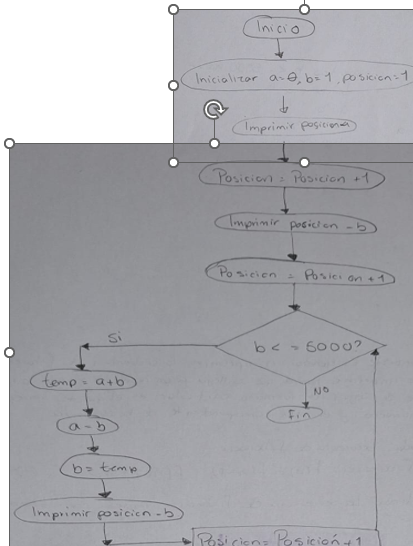 Inicio
Inicializar a=0, b=1, posicion=1
Imprimir posicion-a
Posicion = Posicion +1
Imprimir posicion - b
Posicion = Posicion +1
b <= 5000?
Si
temp = a+b
No
Fin
a - b
b = temp
Imprimir posicion - b
Posicion = Posición +1